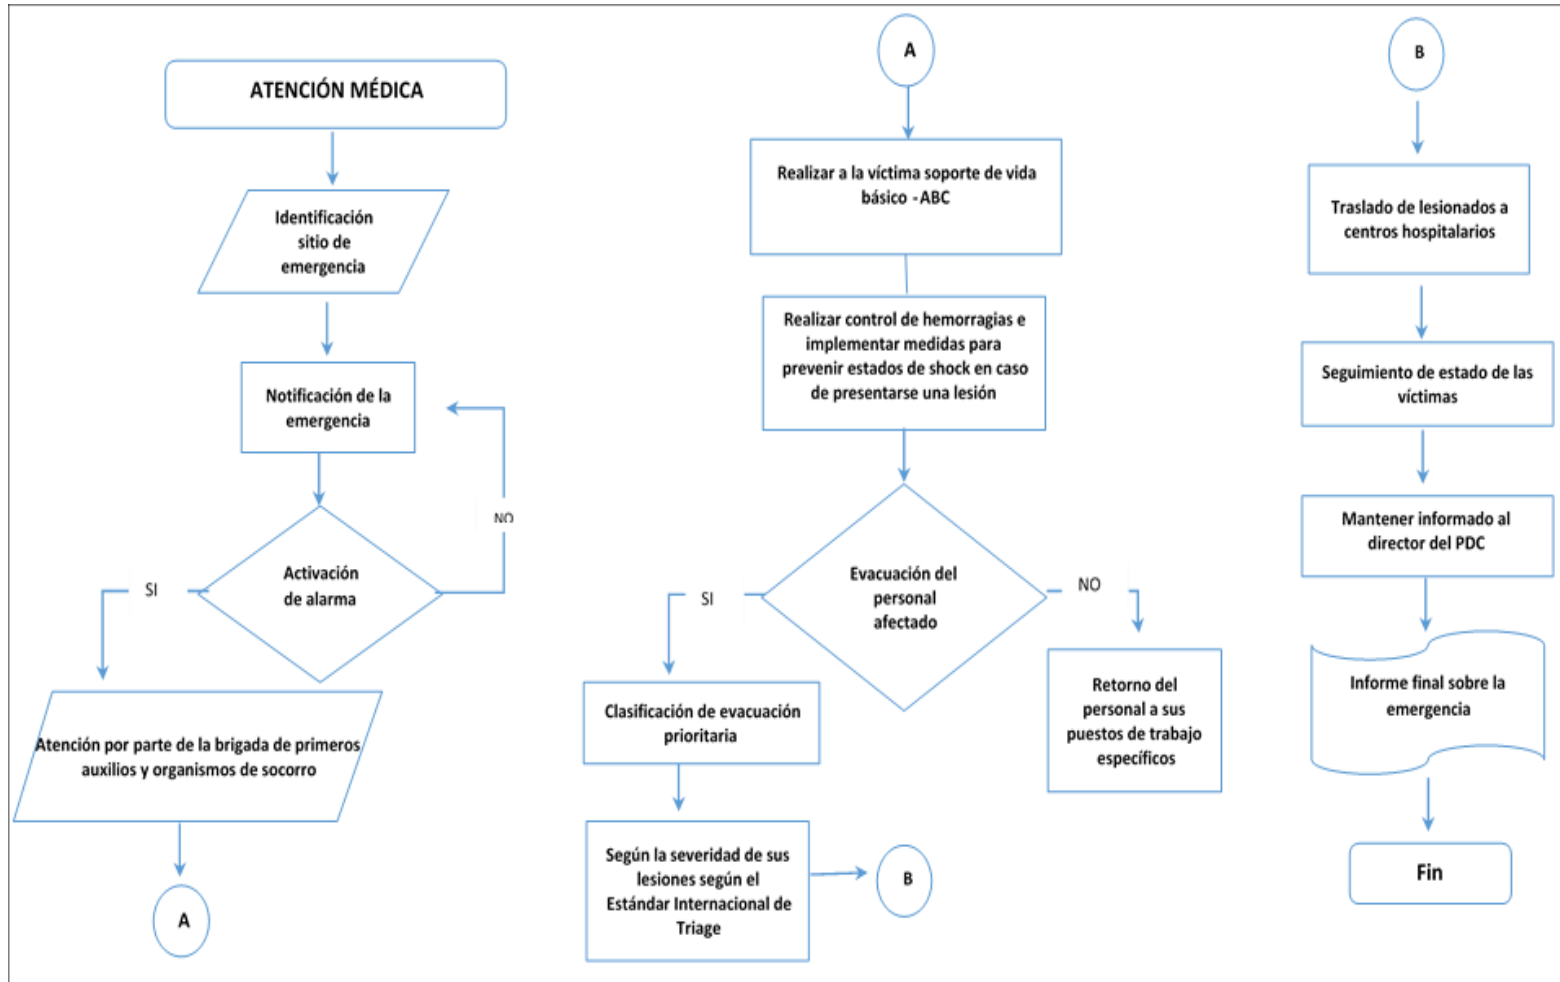 ATENCIÓN MÉDICA
Identificación
sitio de
emergencia
Notificación de la
emergencia
NO
Activación
de alarma
SI
Atención por parte de la brigada de primeros
auxilios y organismos de socorro
A
A
Realizar a la víctima soporte de vida
básico - ABC
Realizar control de hemorragias e
implementar medidas para
prevenir estados de shock en caso
de presentarse una lesión
Evacuación del
personal
afectado
SI
NO
Clasificación de evacuación
prioritaria
Retorno del
personal a sus
puestos de trabajo
específicos
Según la severidad de sus
lesiones según el
Estándar Internacional de
Triage
B
B
Traslado de lesionados a
centros hospitalarios
Seguimiento de estado de las
víctimas
Mantener informado al
director del PDC
Informe final sobre la
emergencia
Fin